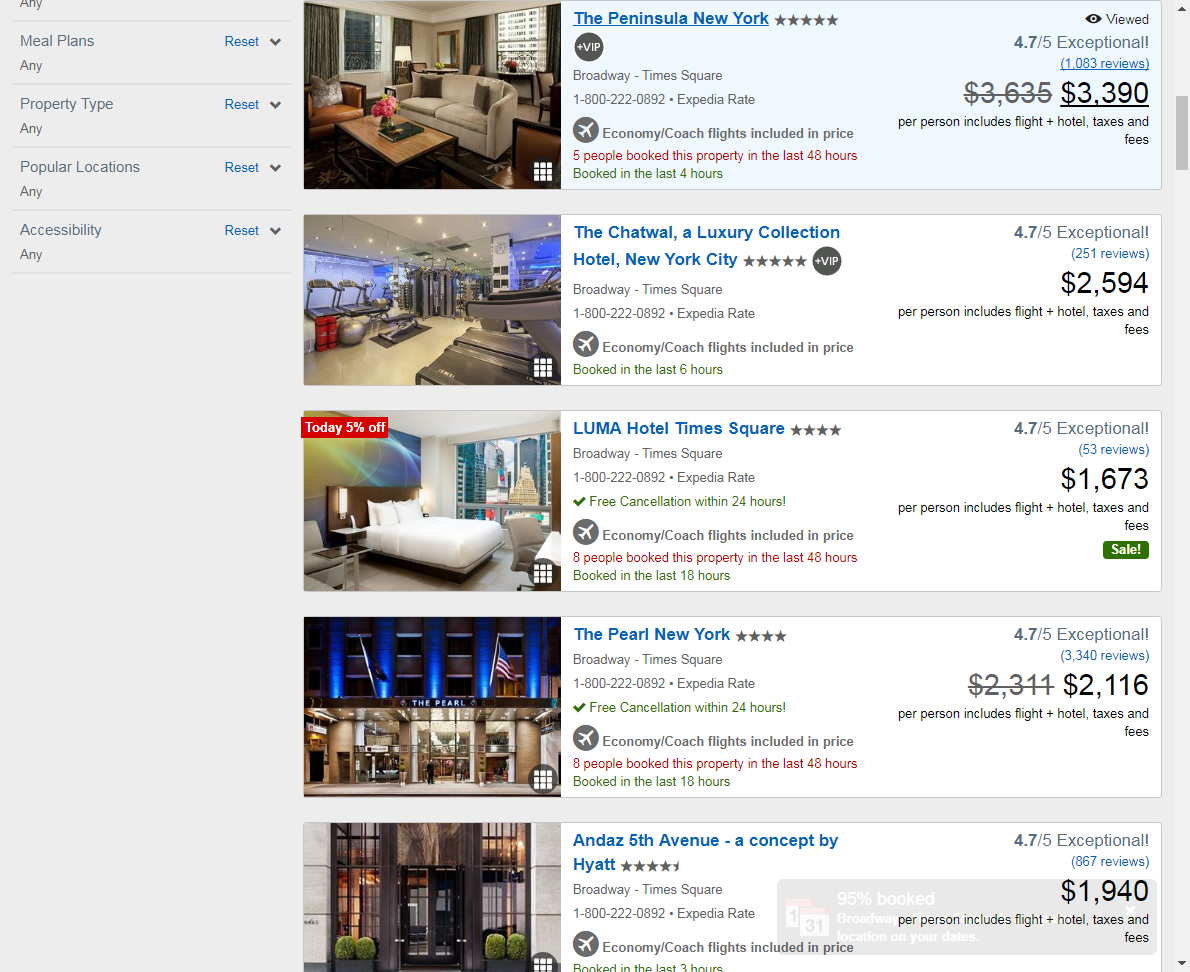 Any
Meal Plans
Reset
Any
Property Type
Reset
Any
Popular Locations
Reset
Any
Accessibility
Reset
Any
The Peninsula New York
Viewed
+VIP
4.7/5 Exceptional!
(1,083 reviews)
Broadway - Times Square
$3,635 $3,390
1-800-222-0892 • Expedia Rate
per person includes flight + hotel, taxes and
fees
Economy/Coach flights included in price
5 people booked this property in the last 48 hours
Booked in the last 4 hours
The Chatwal, a Luxury Collection
Hotel, New York City
+VIP
4.7/5 Exceptional!
(251 reviews)
$2,594
Broadway - Times Square
1-800-222-0892 • Expedia Rate
per person includes flight + hotel, taxes and
fees
Economy/Coach flights included in price
Booked in the last 6 hours
Today 5% off
LUMA Hotel Times Square
4.7/5 Exceptional!
(53 reviews)
Broadway - Times Square
$1,673
1-800-222-0892 • Expedia Rate
Free Cancellation within 24 hours!
per person includes flight + hotel, taxes and
fees
Economy/Coach flights included in price
Sale!
8 people booked this property in the last 48 hours
Booked in the last 18 hours
THE PEARL
The Pearl New York
4.7/5 Exceptional!
(3,340 reviews)
Broadway - Times Square
$2,311 $2,116
1-800-222-0892 • Expedia Rate
Free Cancellation within 24 hours!
per person includes flight + hotel, taxes and
fees
Economy/Coach flights included in price
8 people booked this property in the last 48 hours
Booked in the last 18 hours
Andaz 5th Avenue - a concept by
Hyatt
4.7/5 Exceptional!
(867 reviews)
Broadway - Times Square
$1,940
1-800-222-0892 • Expedia Rate
per person includes flight + hotel, taxes and
fees
Economy/Coach flights included in price
Booked in the last 3 hours
1
31
95% booked
Broadway
location on your dates.